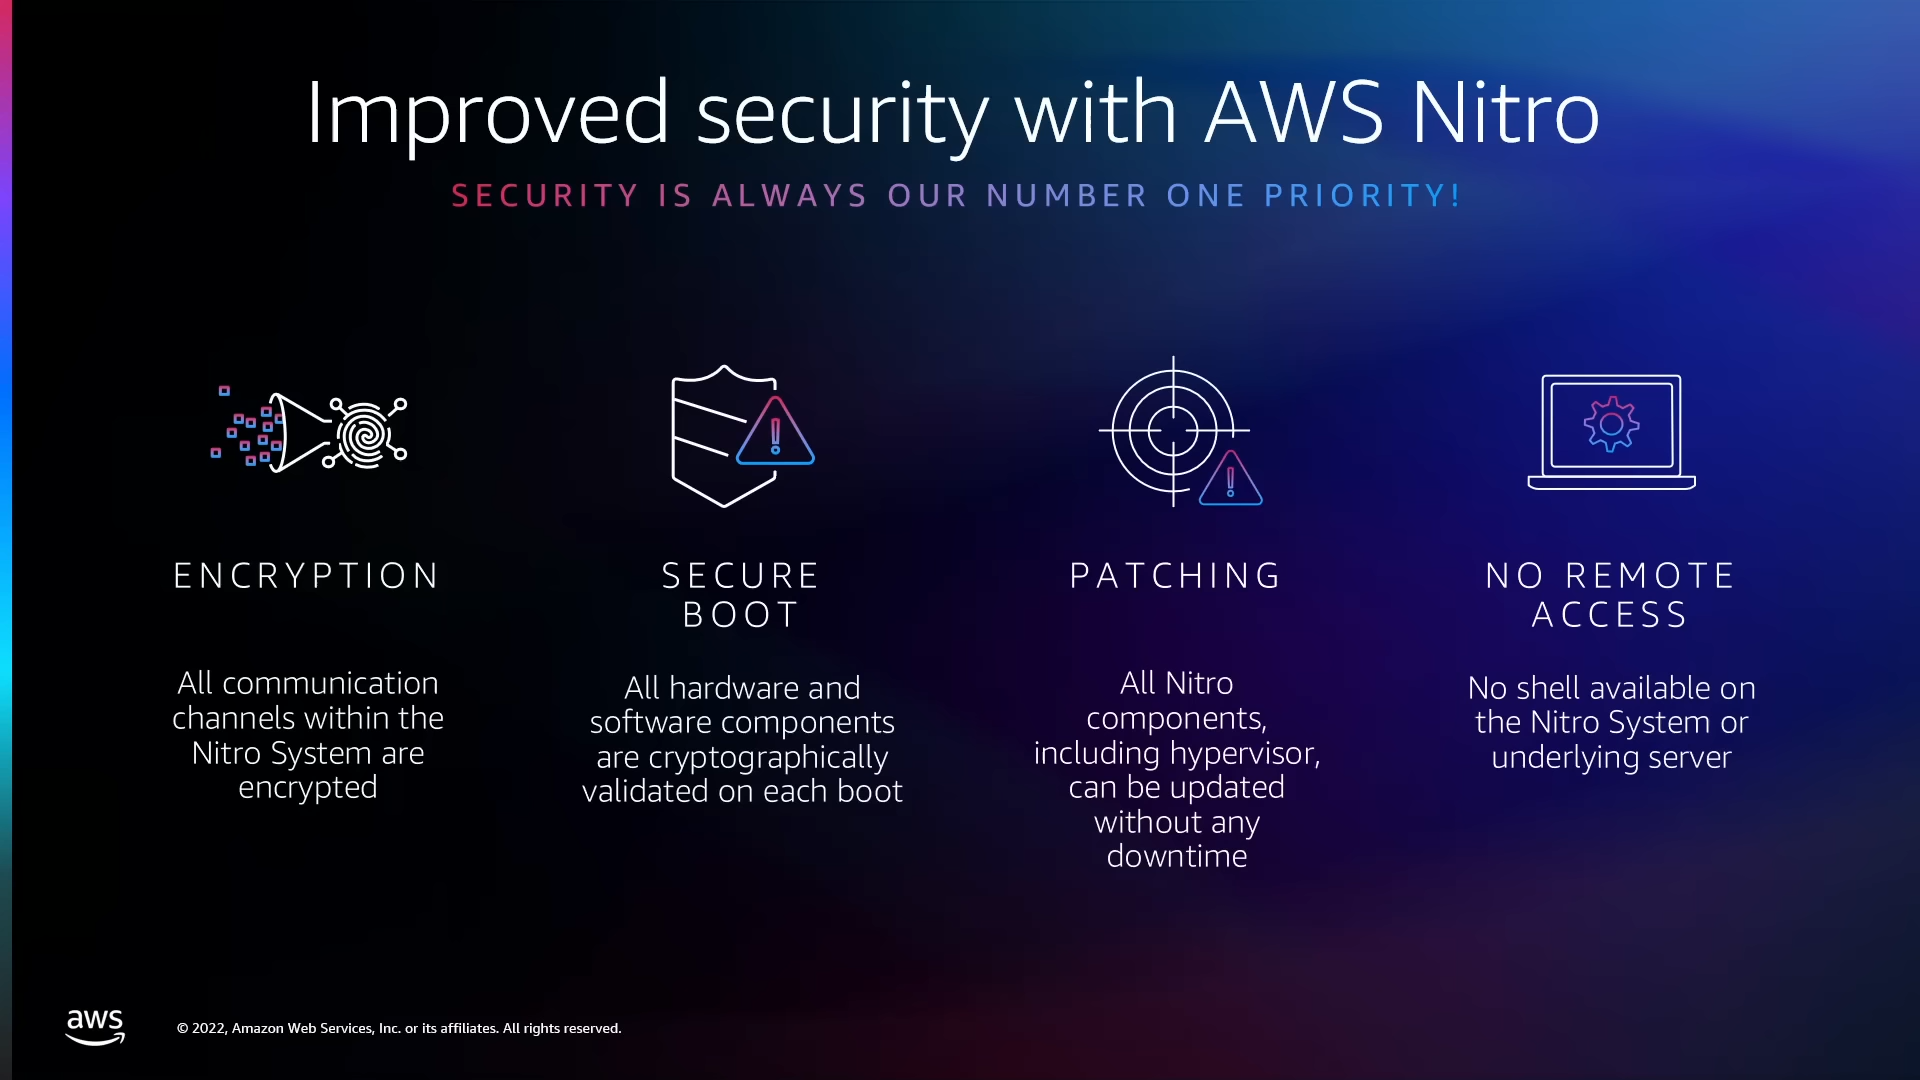 Improved security with AWS Nitro
SECURITY IS ALWAYS OUR NUMBER ONE PRIORITY!
ENCRYPTION
All communication
channels within the
Nitro System are
encrypted
SECURE
BOOT
All hardware and
software components
are cryptographically
validated on each boot
PATCHING
All Nitro
components,
including hypervisor,
can be updated
without any
downtime
NO REMOTE
ACCESS
No shell available on
the Nitro System or
underlying server
aws
© 2022, Amazon Web Services, Inc. or its affiliates. All rights reserved.